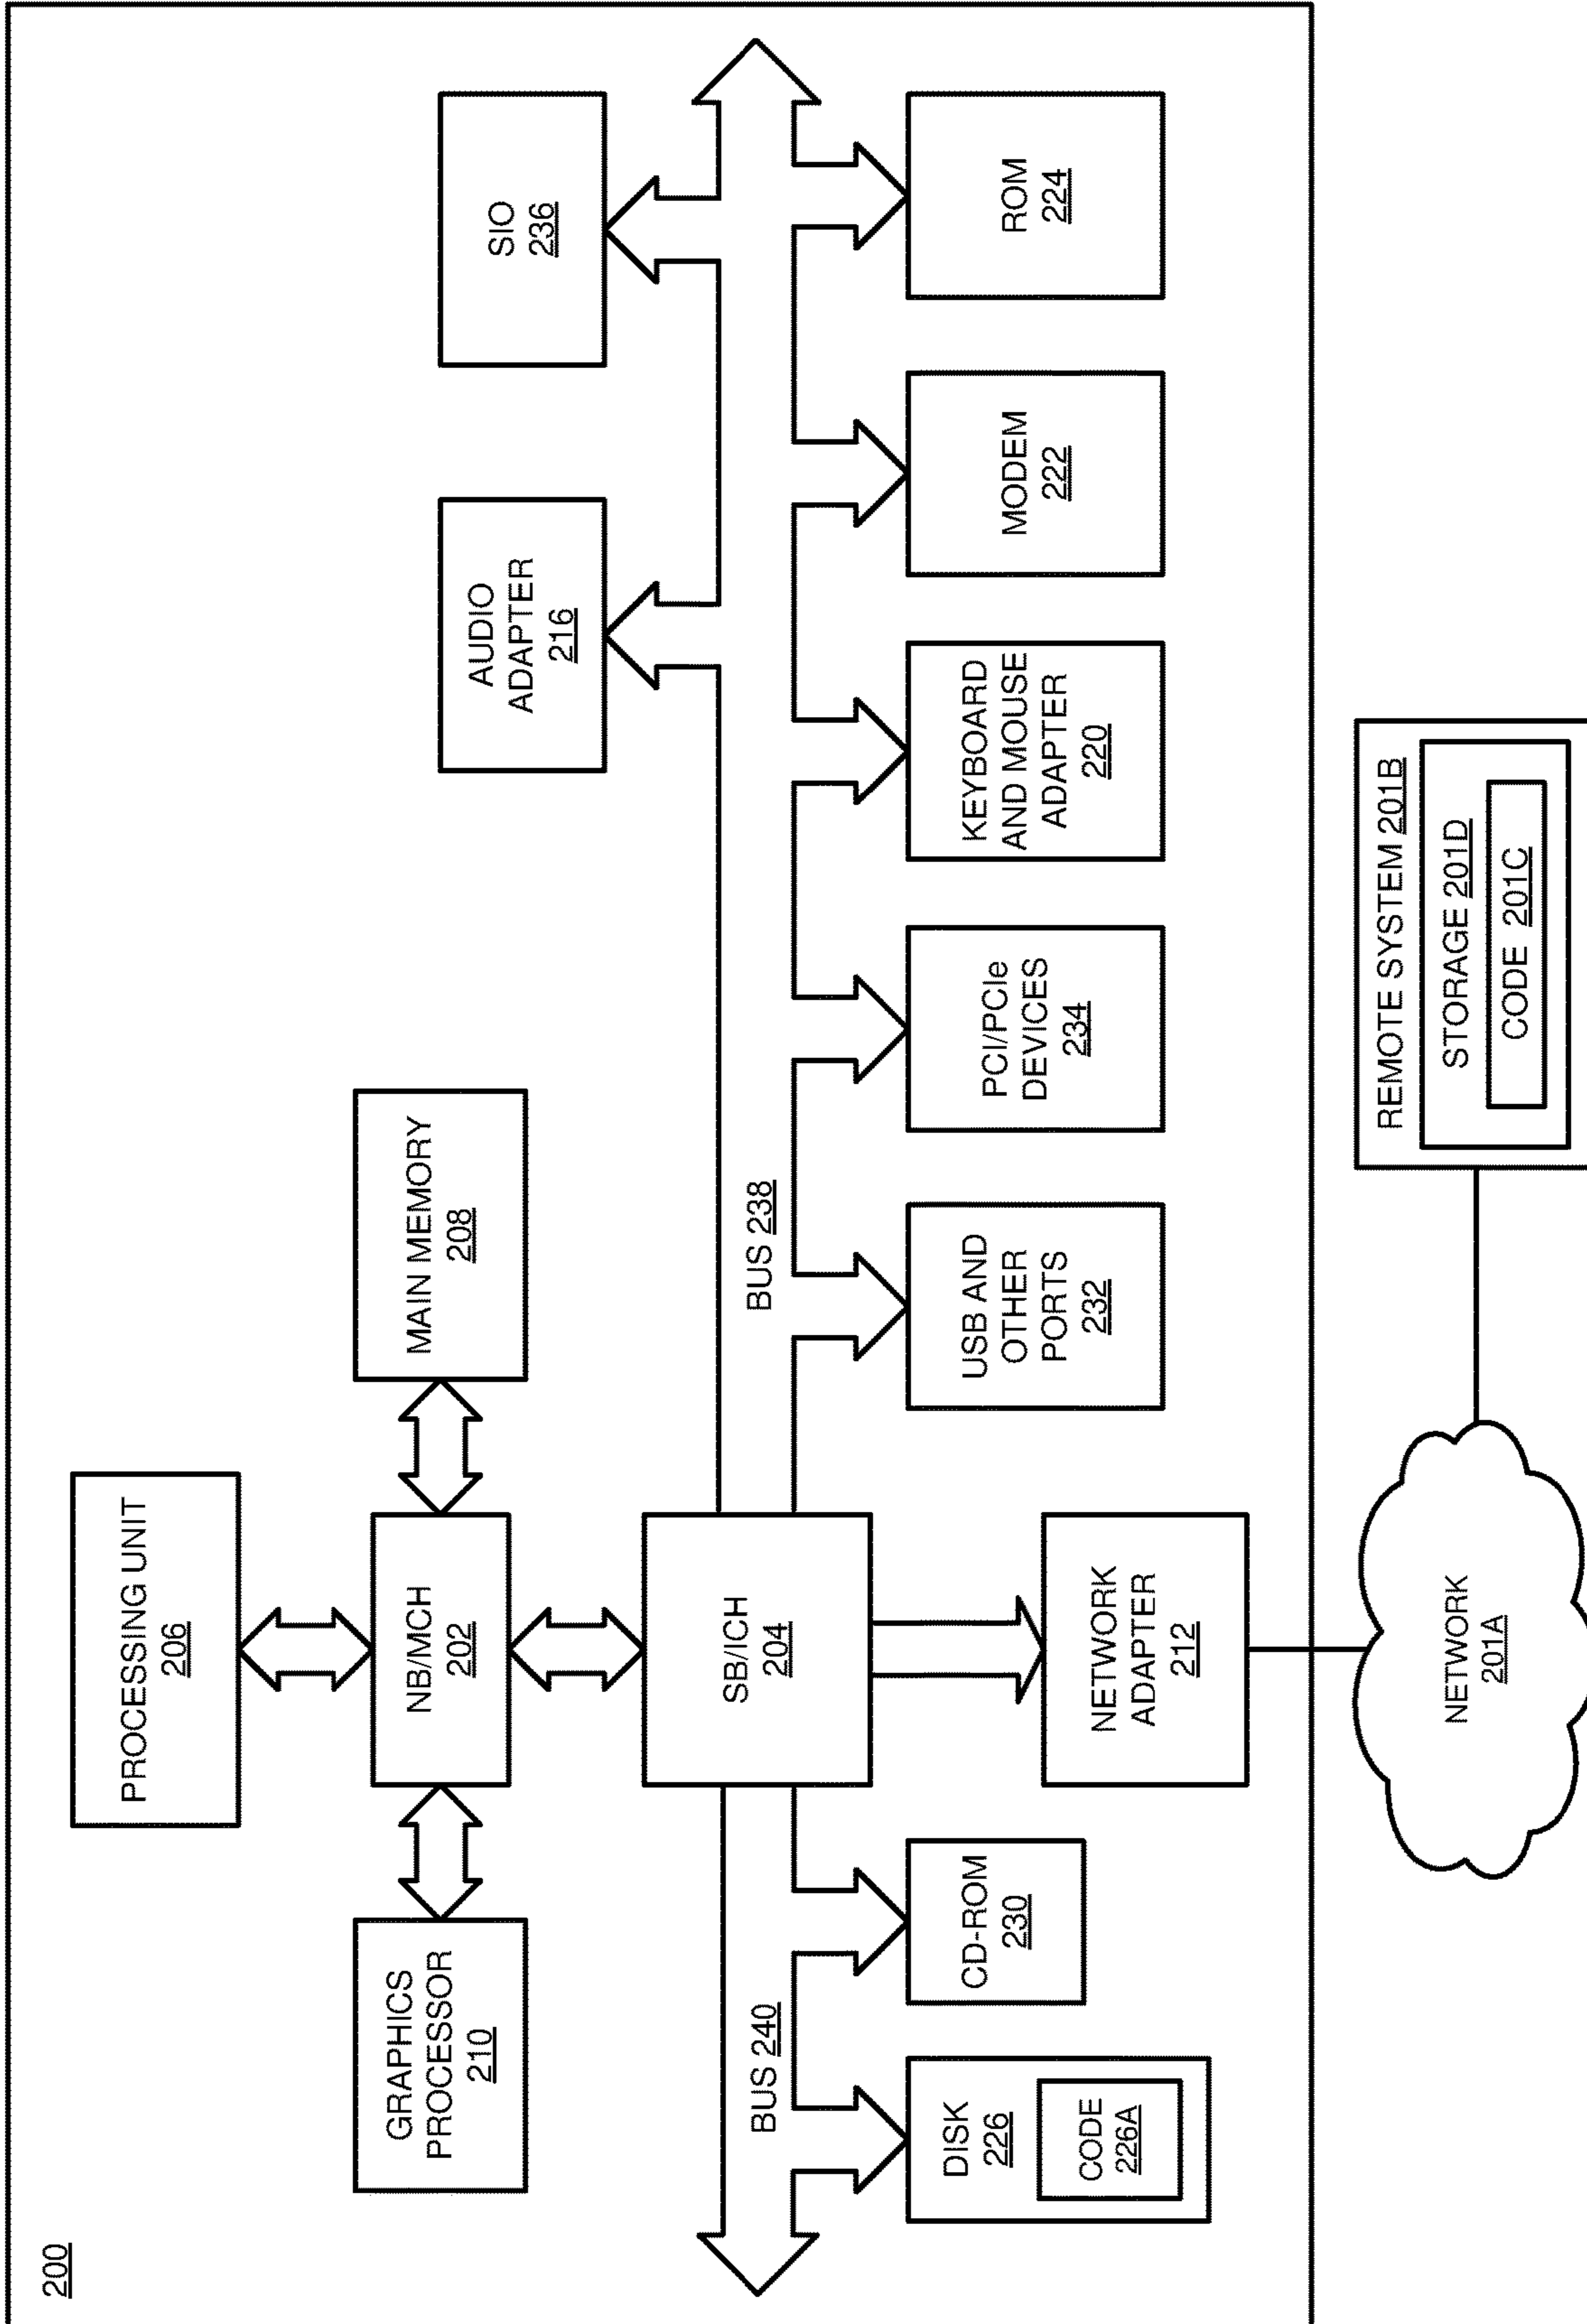 200
PROCESSING UNIT
206
GRAPHICS
PROCESSOR
210
NB/MCH
202
MAIN MEMORY
208
AUDIO
ADAPTER
216
SIO
236
SB/ICH
204
BUS 240
BUS 238
DISK
226
CODE
226A
CD-ROM
230
NETWORK
ADAPTER
212
USB AND
OTHER
PORTS
232
PCI/PCIe
DEVICES
234
KEYBOARD
AND MOUSE
ADAPTER
220
MODEM
222
ROM
224
NETWORK
201A
REMOTE SYSTEM 201B
STORAGE 201D
CODE 201C